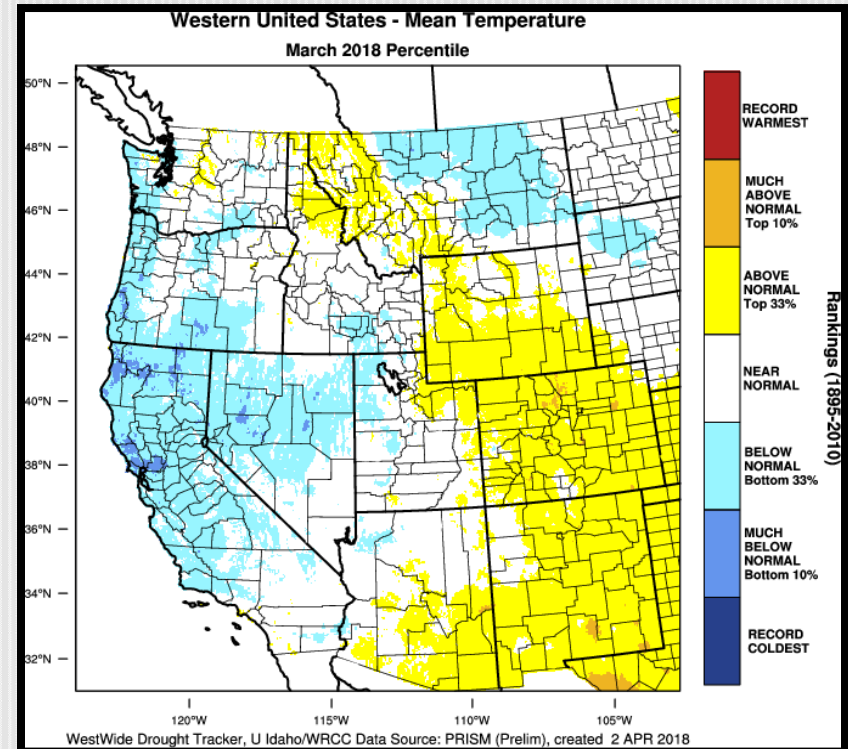 Western United States - Mean Temperature
March 2018 Percentile
50°N
48°N
46°N
44°N
42°N
40°N
38°N
36°N
34°N
32°N
120°W
115°W
110°W
105°W
RECORD
WARMEST
MUCH
ABOVE
NORMAL
Top 10%
ABOVE
NORMAL
Top 33%
NEAR
NORMAL
BELOW
NORMAL
Bottom 33%
MUCH
BELOW
NORMAL
Bottom 10%
RECORD
COLDEST
Rankings (1895-2010)
WestWide Drought Tracker, U Idaho/WRCC Data Source: PRISM (Prelim), created 2 APR 2018